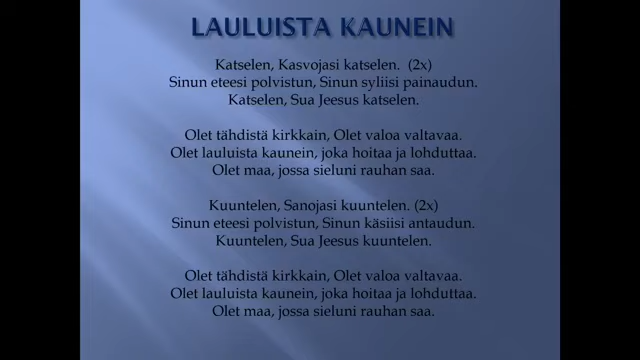 LAULUISTA KAUNEIN
Katselen, Kasvojasi katselen. (2x)
Sinun eteesi polvistun, Sinun syliisi painaudun.
Katselen, Sua Jeesus katselen.
Olet tähdistä kirkkain, Olet valoa valtavaa.
Olet lauluista kaunein, joka hoitaa ja lohduttaa.
Olet maa, jossa sieluni rauhan saa.
Kuuntelen, Sanojasi kuuntelen. (2x)
Sinun eteesi polvistun, Sinun käsiisi antaudun.
Kuuntelen, Sua Jeesus kuuntelen.
Olet tähdistä kirkkain, Olet valoa valtavaa.
Olet lauluista kaunein, joka hoitaa ja lohduttaa.
Olet maa, jossa sieluni rauhan saa.